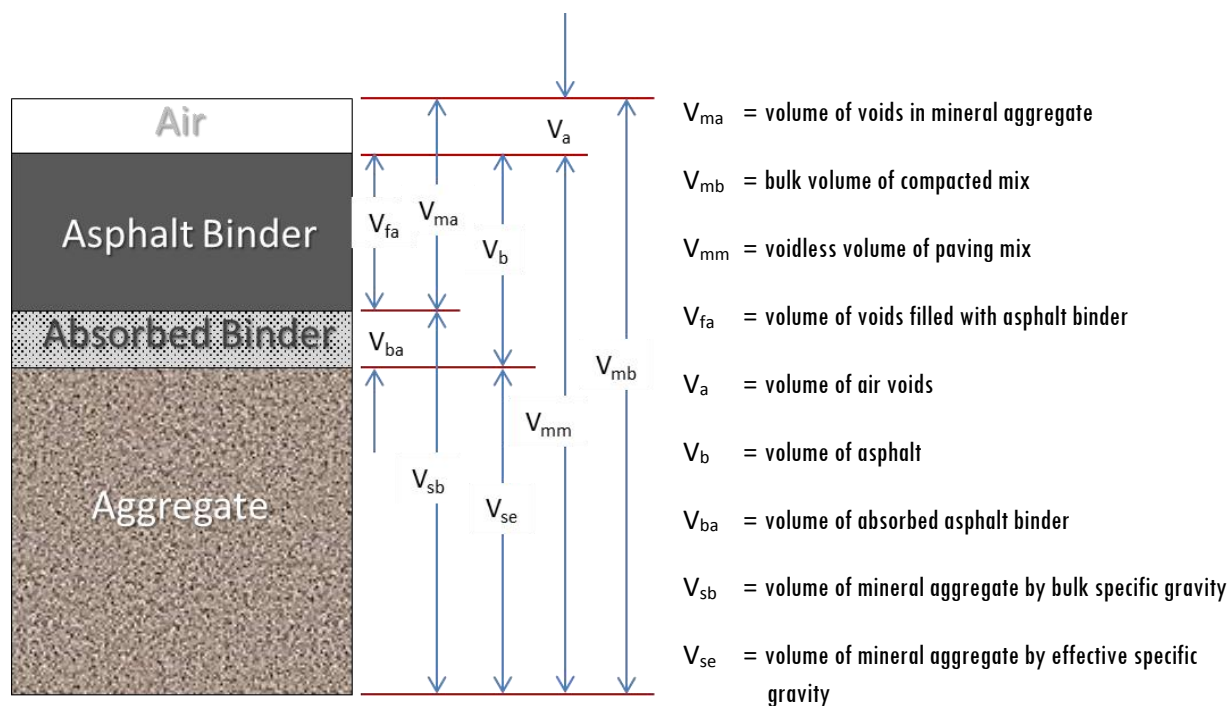 Air
Asphalt Binder
Absorbed Binder
Aggregate
Va
Vfa
Vma
Vb
Vba
Vmb
Vmm
Vsb
Vse
Vma = volume of voids in mineral aggregate
Vmb = bulk volume of compacted mix
Vmm = voidless volume of paving mix
Vfa = volume of voids filled with asphalt binder
Va = volume of air voids
Vb = volume of asphalt
Vba = volume of absorbed asphalt binder
Vsb = volume of mineral aggregate by bulk specific gravity
Vse = volume of mineral aggregate by effective specific
gravity